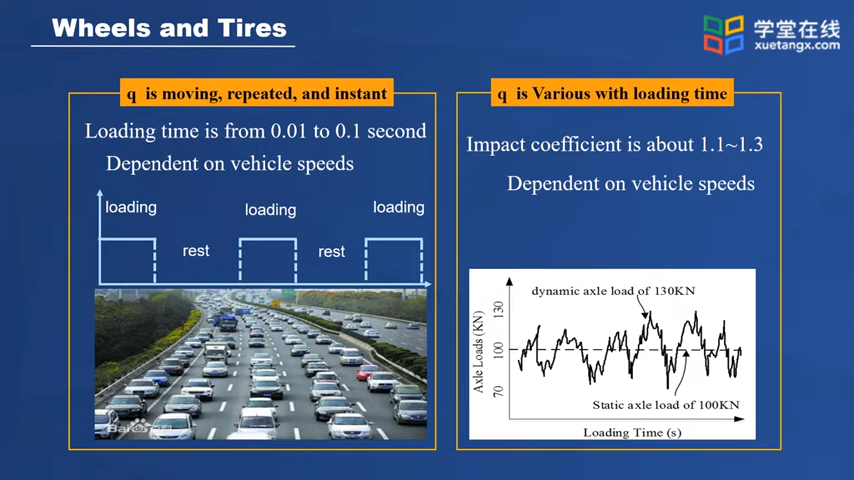 Wheels and Tires
学堂在线
xuetangx.com
q is moving, repeated, and instant
Loading time is from 0.01 to 0.1 second
Dependent on vehicle speeds
loading
loading
loading
rest
rest
q is Various with loading time
Impact coefficient is about 1.1~1.3
Dependent on vehicle speeds
dynamic axle load of 130KN
Axle Loads (KN)
130
100
70
Static axle load of 100KN
Loading Time (s)